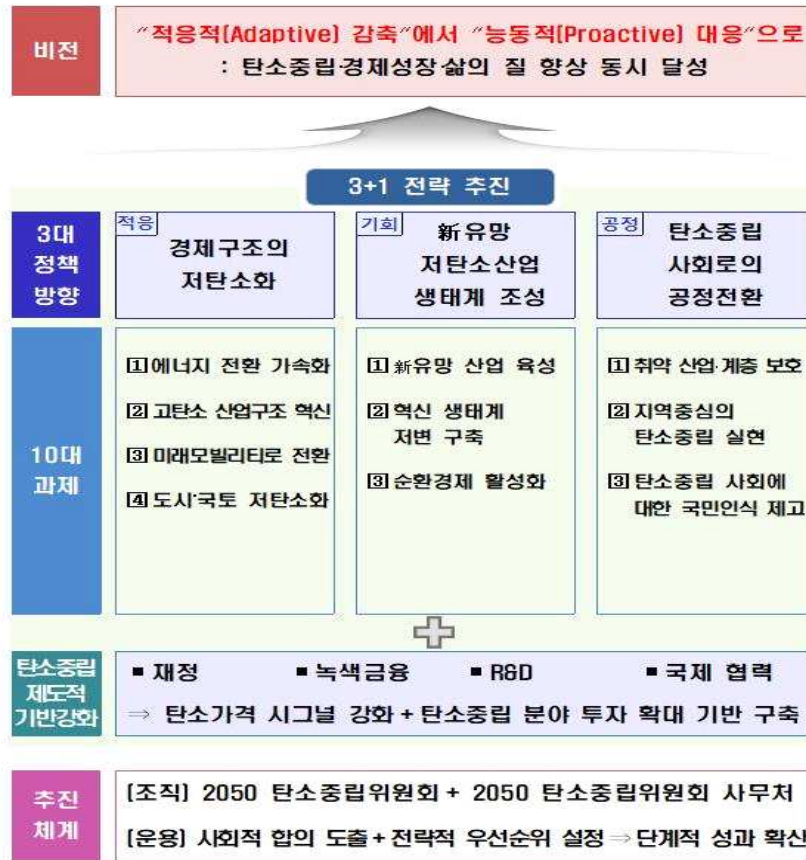 비전
"적응적(Adaptive) 감축"에서 "능동적(Proactive) 대응"으로
: 탄소중립·경제성장·삶의 질 향상 동시 달성
3+1 전략 추진
3대
정책
방향
적응
경제구조의
저탄소화
기회
新유망
저탄소산업
생태계 조성
공정
탄소중립
사회로의
공정전환
10대
과제
1 에너지 전환 가속화
2 고탄소 산업구조 혁신
3 미래모빌리티로 전환
4 도시·국토 저탄소화
1 新유망 산업 육성
2 혁신 생태계
저변 구축
3 순환경제 활성화
1 취약 산업·계층 보호
2 지역중심의
탄소중립 실현
3 탄소중립 사회에
대한 국민인식 제고
탄소중립
제도적
기반강화
▪ 재정 ▪ 녹색금융 ▪ R&D ▪ 국제 협력
⇒ 탄소가격 시그널 강화 + 탄소중립 분야 투자 확대 기반 구축
추진
체계
(조직) 2050 탄소중립위원회 + 2050 탄소중립위원회 사무처
(운용) 사회적 합의 도출 + 전략적 우선순위 설정 ⇒ 단계적 성과 확산